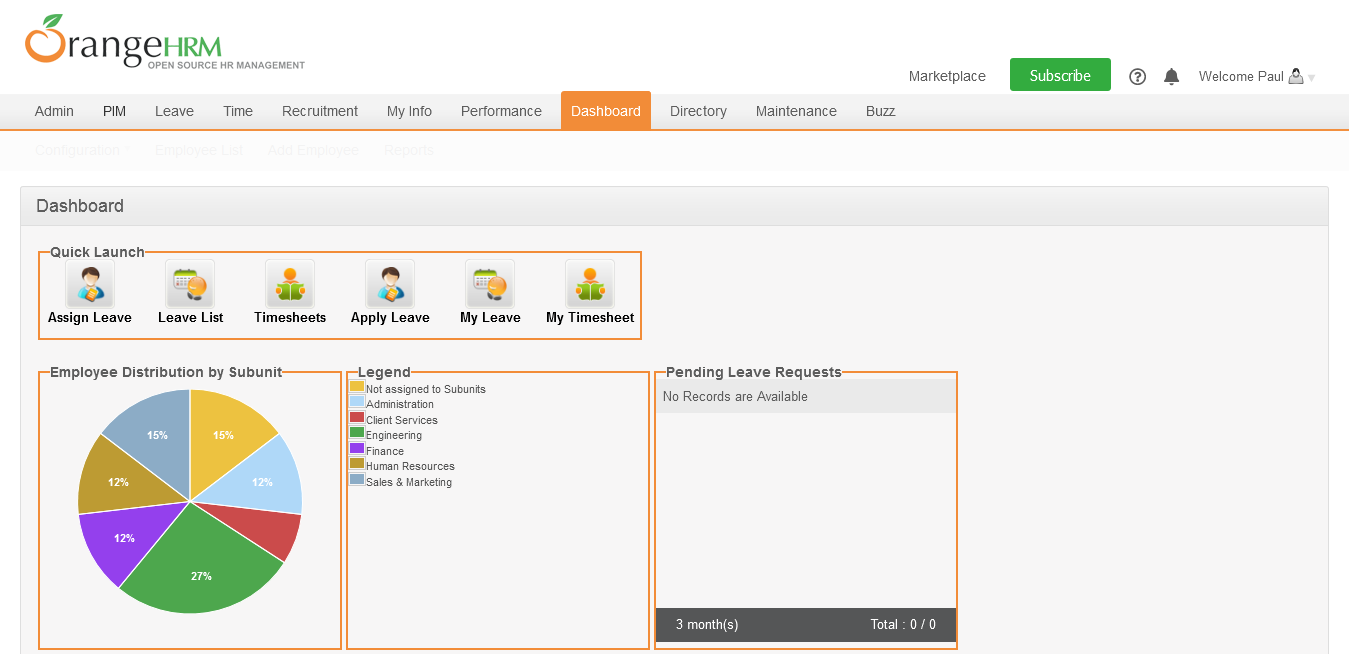 OrangeHRM
OPEN SOURCE HR MANAGEMENT
Marketplace Subscribe Welcome Paul
Admin PIM Leave Time Recruitment My Info Performance Dashboard Directory Maintenance Buzz
Configuration Employee List Add Employee Reports
Dashboard
Quick Launch
Assign Leave Leave List Timesheets Apply Leave My Leave My Timesheet
Employee Distribution by Subunit
15%
15%
12%
12%
12%
27%
Legend
Not assigned to Subunits
Administration
Client Services
Engineering
Finance
Human Resources
Sales & Marketing
Pending Leave Requests
No Records are Available
3 month(s) Total : 0 / 0